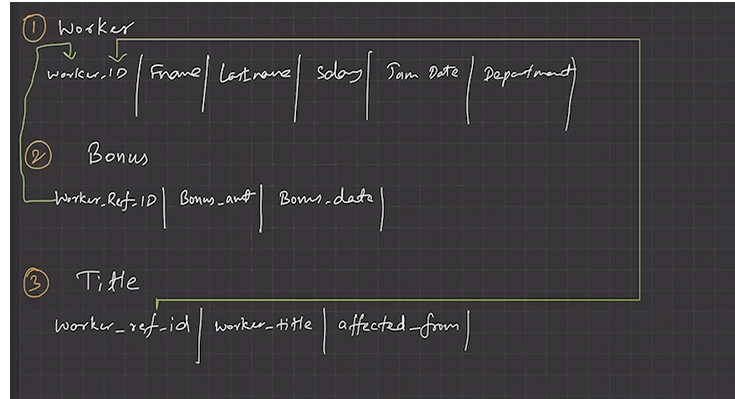 1 Worker
Worker_ID | Fname | Lastname | Salary | Join Date | Department |
2 Bonus
Worker_Ref_ID | Bonus_amt | Bonus_date |
3 Title
Worker_ref_id | worker_title | affected_from |